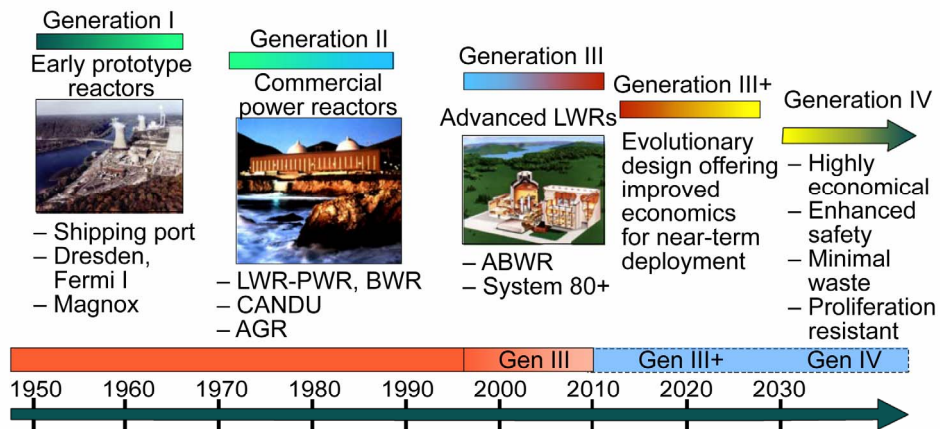 Generation I
Early prototype
reactors
– Shipping port
– Dresden,
Fermi I
– Magnox
Generation II
Commercial
power reactors
– LWR-PWR, BWR
– CANDU
– AGR
Generation III
Advanced LWRs
– ABWR
– System 80+
Generation III+
Evolutionary
design offering
improved
economics
for near-term
deployment
Generation IV
– Highly
economical
– Enhanced
safety
– Minimal
waste
– Proliferation
resistant
Gen III Gen III+ Gen IV
1950 1960 1970 1980 1990 2000 2010 2020 2030